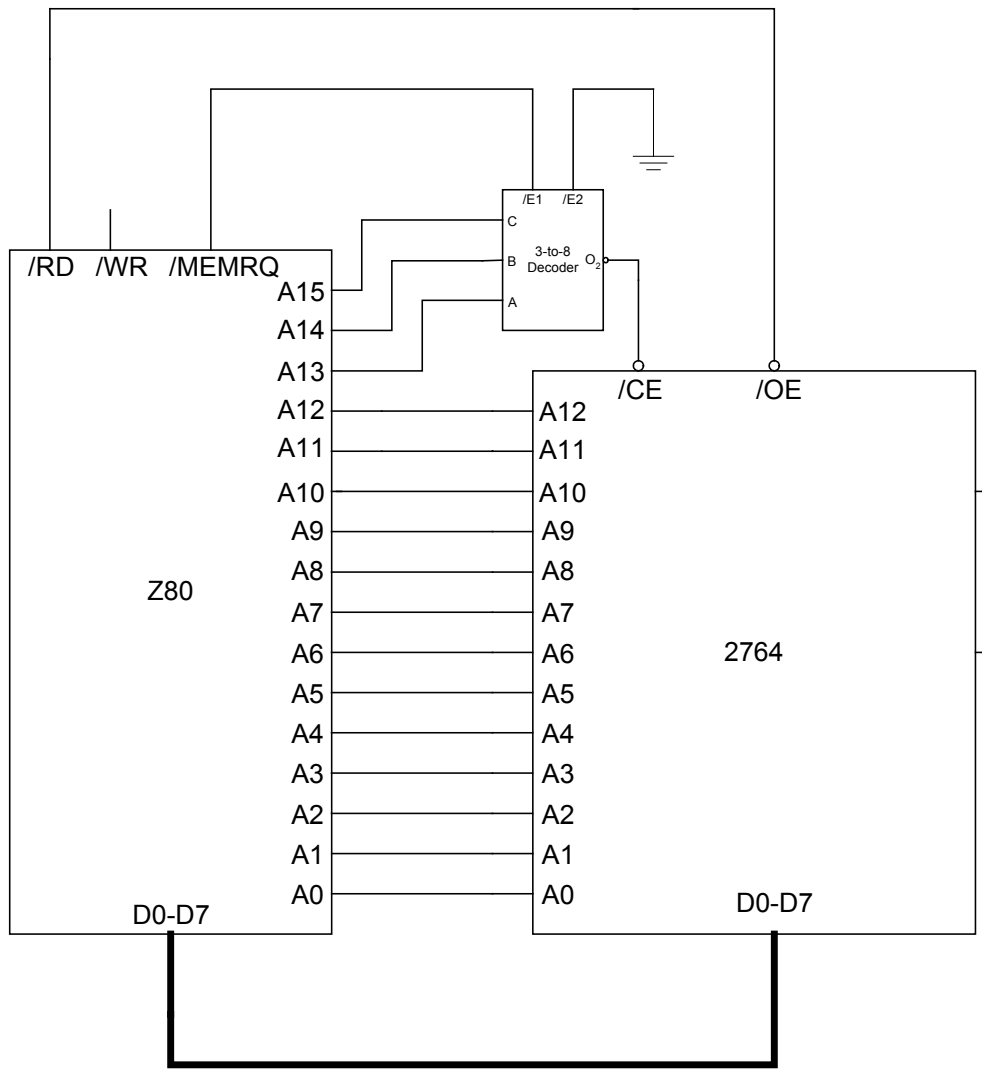 /E1 /E2
C
3-to-8
Decoder
B
O2
A
/RD /WR /MEMRQ
A15
A14
A13
A12
A11
A10
A9
A8
A7
A6
A5
A4
A3
A2
A1
A0
Z80
D0-D7
/CE /OE
A12
A11
A10
A9
A8
A7
A6
A5
A4
A3
A2
A1
A0
2764
D0-D7